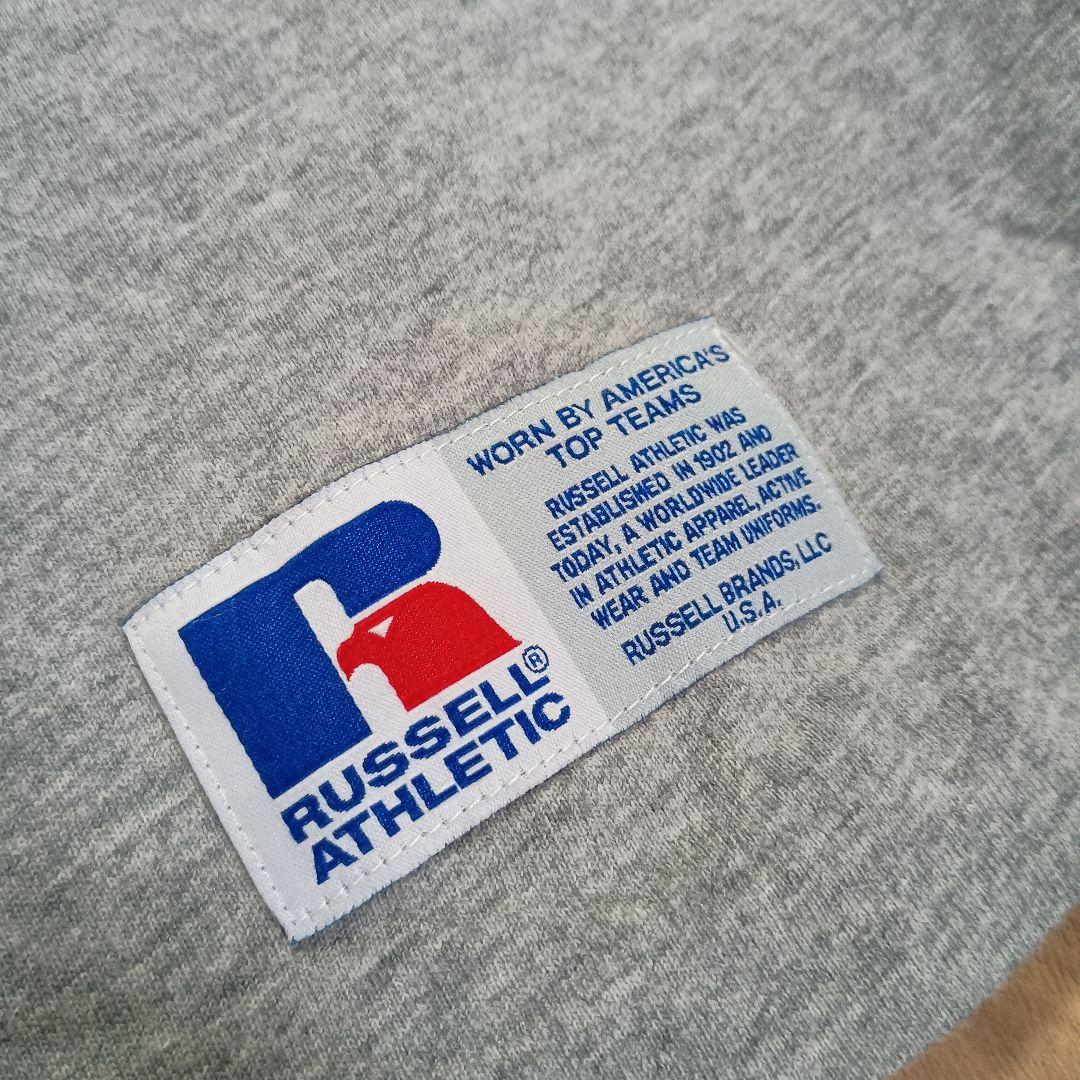 RUSSELL®
ATHLETIC
WORN BY AMERICA'S
TOP TEAMS
RUSSELL ATHLETIC WAS
ESTABLISHED IN 1902 AND
TODAY, A WORLDWIDE LEADER
IN ATHLETIC APPAREL, ACTIVE
WEAR AND TEAM UNIFORMS.
RUSSELL BRANDS, LLC
U.S.A.